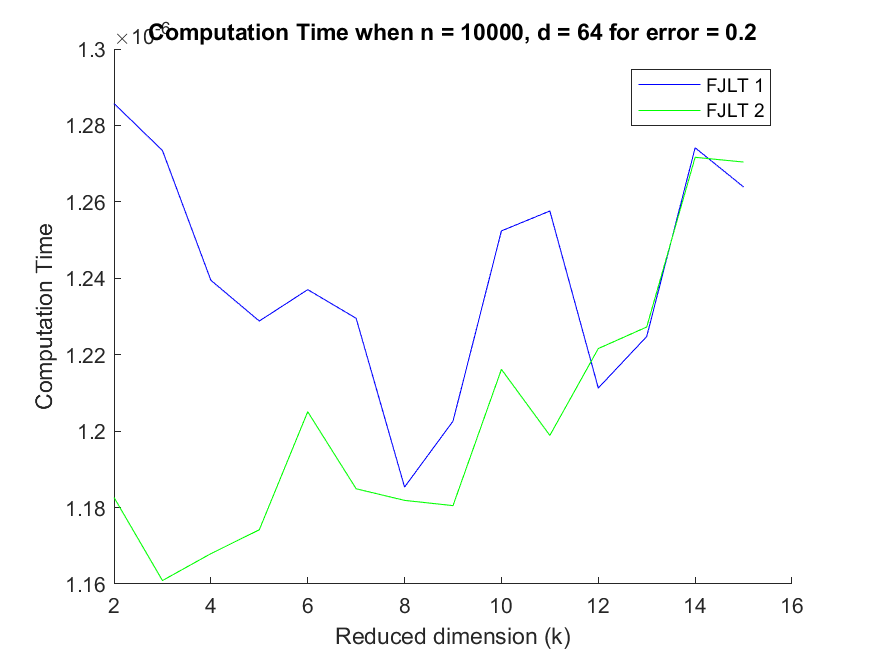 Computation Time when n = 10000, d = 64 for error = 0.2
×10⁻⁶
1.3
1.28
1.26
1.24
1.22
1.2
1.18
1.16
Computation Time
FJLT 1
FJLT 2
2 4 6 8 10 12 14 16
Reduced dimension (k)